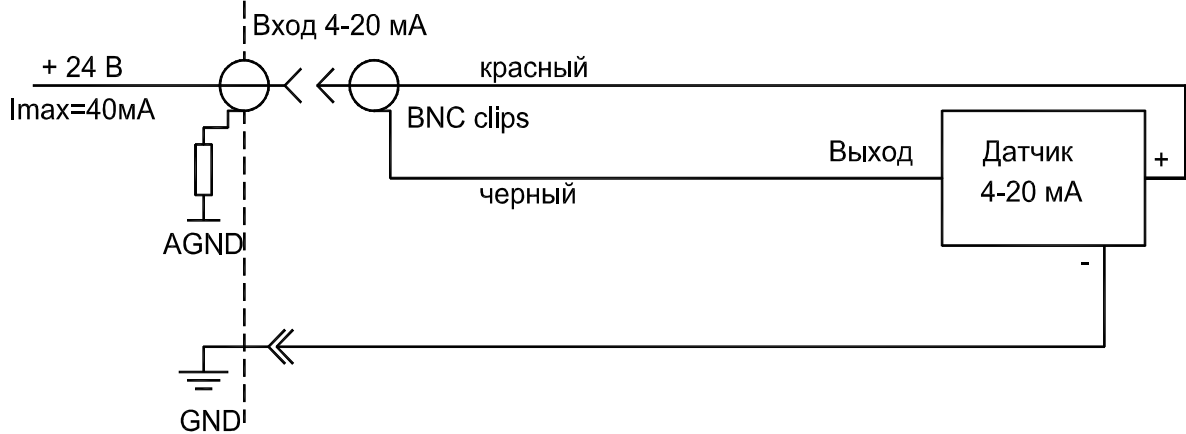 Вход 4-20 мА
+ 24 В
Imax=40мА
красный
BNC clips
Выход
Датчик
4-20 мА
+
черный
AGND
-
GND